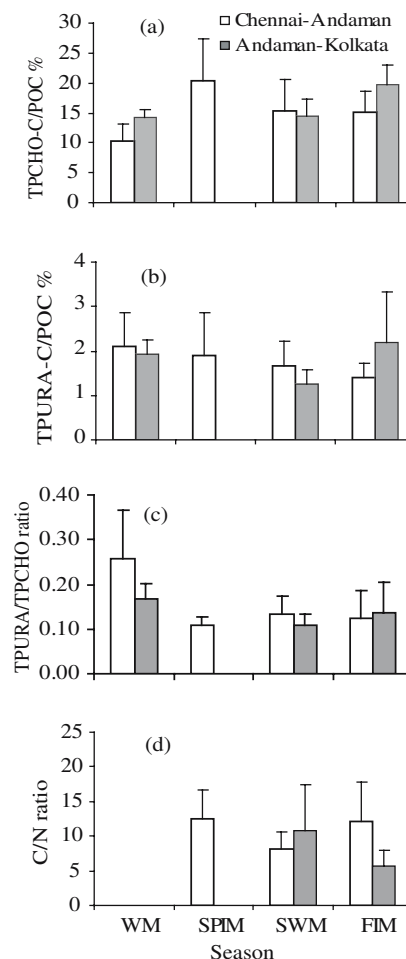 (a)
Chennai-Andaman
Andaman-Kolkata
TPCHO-C/POC %
30
25
20
15
10
5
0
(b)
TPURA-C/POC %
4
3
2
1
0
(c)
TPURA/TPCHO ratio
0.40
0.30
0.20
0.10
0.00
(d)
C/N ratio
25
20
15
10
5
0
WM SPIM SWM FIM
Season